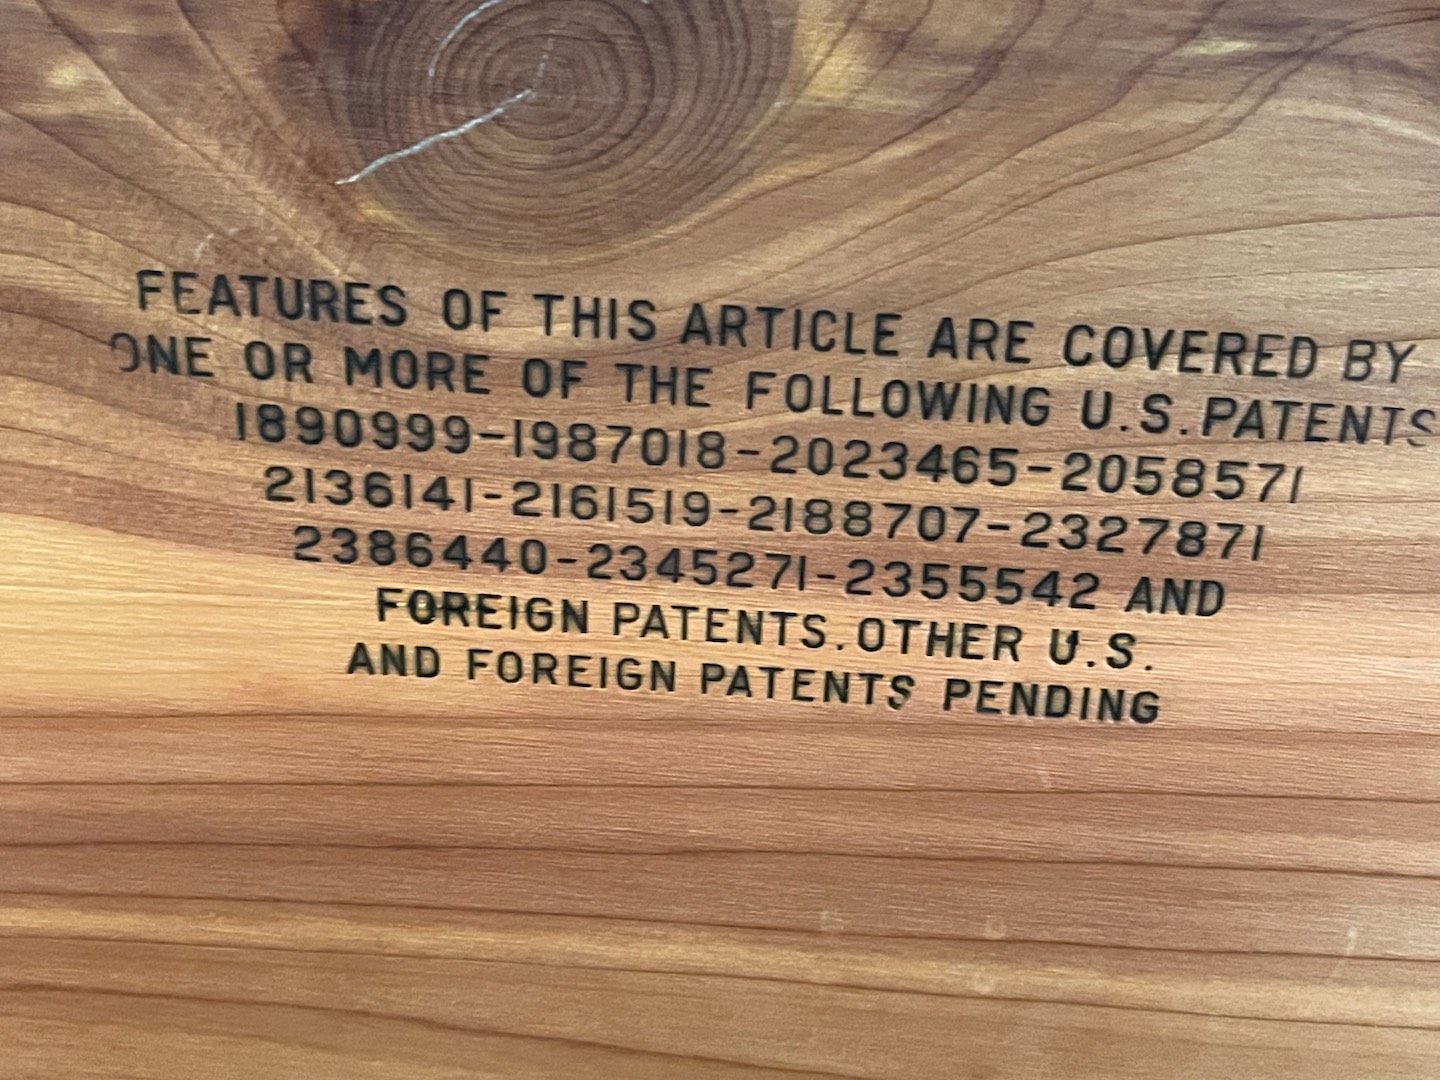 FEATURES OF THIS ARTICLE ARE COVERED BY
ONE OR MORE OF THE FOLLOWING U.S. PATENTS
1890999-1987018-2023465-2058571
2136141-2161519-2188707-2327871
2386440-2345271-2355542 AND
FOREIGN PATENTS. OTHER U.S.
AND FOREIGN PATENTS PENDING